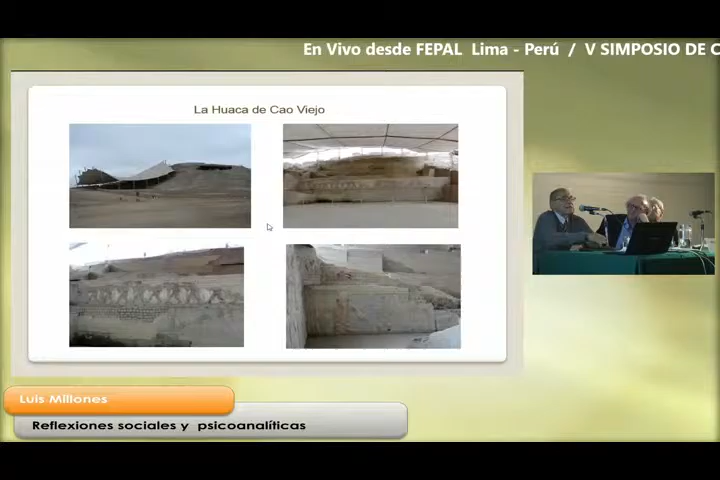 En Vivo desde FEPAL Lima - Perú / V SIMPOSIO DE C
La Huaca de Cao Viejo
Luis Millones
Reflexiones sociales y psicoanalíticas